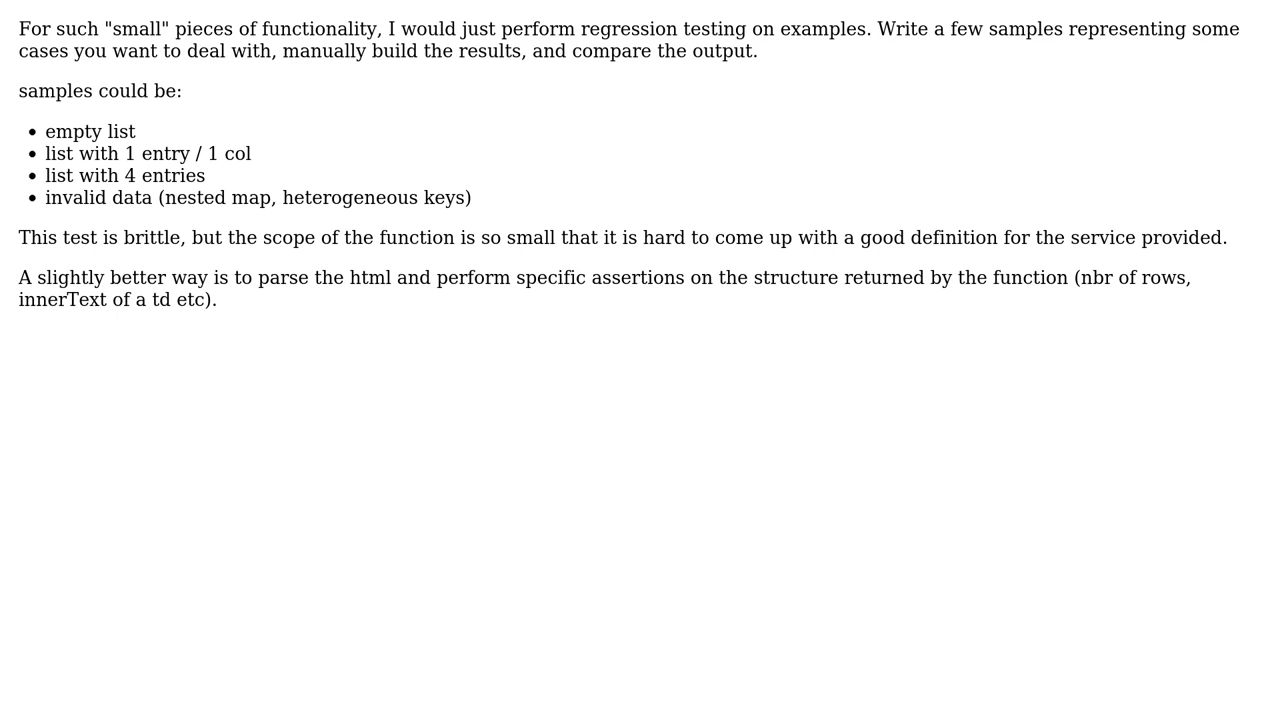 For such "small" pieces of functionality, I would just perform regression testing on examples. Write a few samples representing some
cases you want to deal with, manually build the results, and compare the output.
samples could be:
• empty list
• list with 1 entry / 1 col
• list with 4 entries
• invalid data (nested map, heterogeneous keys)
This test is brittle, but the scope of the function is so small that it is hard to come up with a good definition for the service provided.
A slightly better way is to parse the html and perform specific assertions on the structure returned by the function (nbr of rows,
innerText of a td etc).